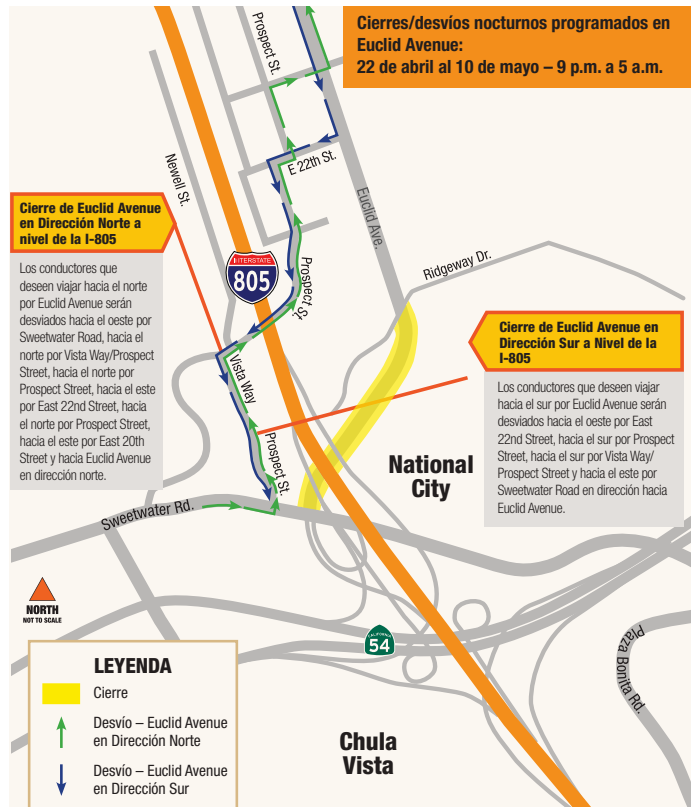 Cierres/desvíos nocturnos programados en
Euclid Avenue:
22 de abril al 10 de mayo – 9 p.m. a 5 a.m.
Prospect St.
Newell St.
E 22th St.
Euclid Ave.
Cierre de Euclid Avenue
en Dirección Norte a
nivel de la I-805
Los conductores que
deseen viajar hacia el norte
por Euclid Avenue serán
desviados hacia el oeste por
Sweetwater Road, hacia el
norte por Vista Way/Prospect
Street, hacia el norte por
Prospect Street, hacia el este
por East 22nd Street, hacia
el norte por Prospect Street,
hacia el este por East 20th
Street y hacia Euclid Avenue
en dirección norte.
INTERSTATE
805
Prospect St.
Ridgeway Dr.
Cierre de Euclid Avenue en
Dirección Sur a Nivel de la
I-805
Los conductores que deseen viajar
hacia el sur por Euclid Avenue serán
desviados hacia el oeste por East
22nd Street, hacia el sur por Prospect
Street, hacia el sur por Vista Way/
Prospect Street y hacia el este por
Sweetwater Road en dirección hacia
Euclid Avenue.
Vista Way
Prospect St.
National
City
Sweetwater Rd.
NORTH
NOT TO SCALE
CALIFORNIA
54
Plaza Bonita Rd.
Chula
Vista
LEYENDA
Cierre
Desvío – Euclid Avenue
en Dirección Norte
Desvío – Euclid Avenue
en Dirección Sur